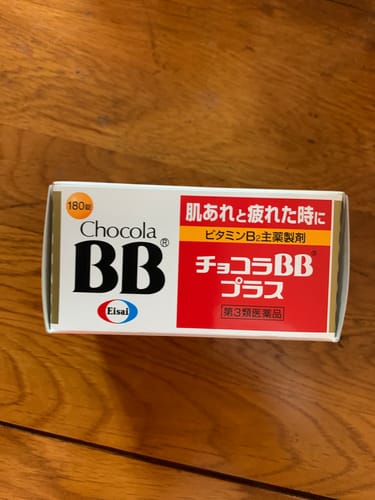 180錠
Chocola
BB®
Eisai
肌あれと疲れた時に
ビタミンB₂主薬製剤
チョコラBB®
プラス
第3類医薬品